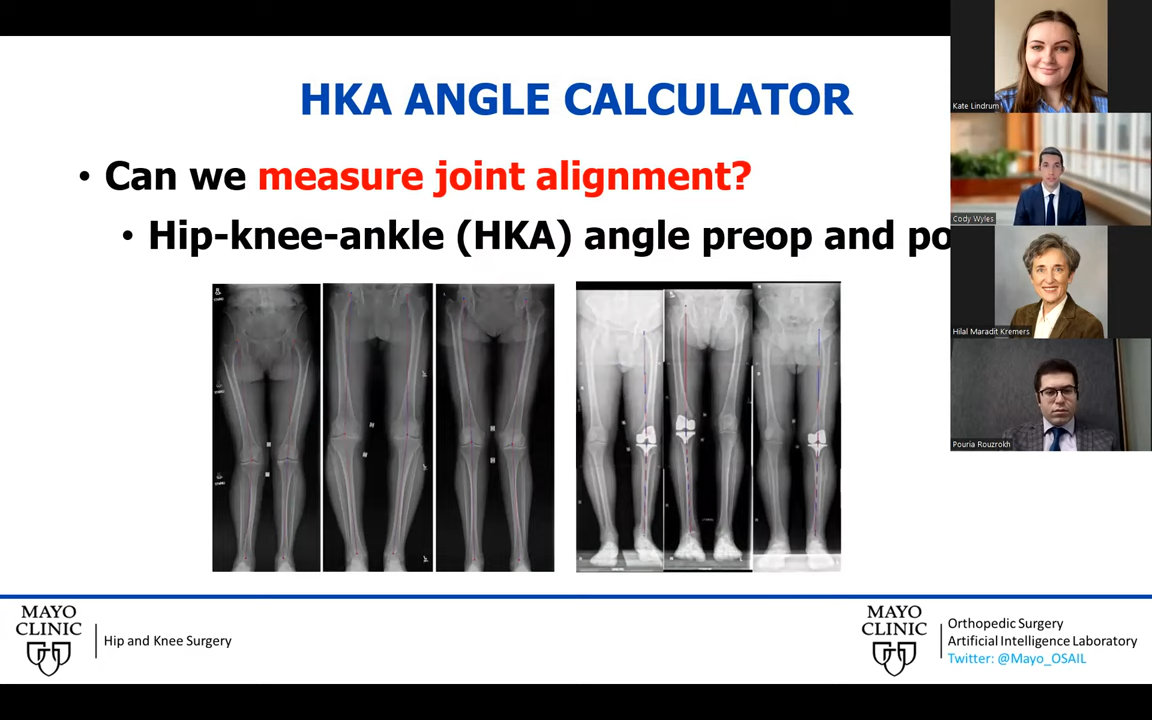 HKA ANGLE CALCULATOR
• Can we measure joint alignment?
• Hip-knee-ankle (HKA) angle preop and po
Kate Lindrum
Cody Wyles
Hilal Maradit Kremers
Pouria Rouzrokh
MAYO
CLINIC
Hip and Knee Surgery
MAYO
CLINIC
Orthopedic Surgery
Artificial Intelligence Laboratory
Twitter: @Mayo_OSAIL